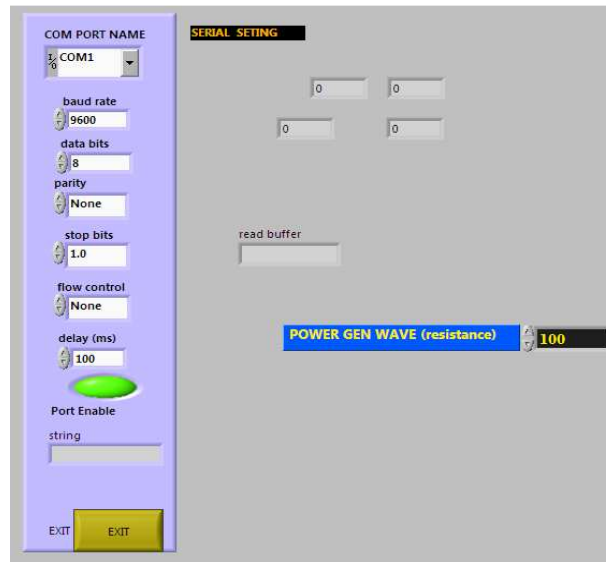 COM PORT NAME
I/O COM1
baud rate
9600
data bits
8
parity
None
stop bits
1.0
flow control
None
delay (ms)
100
Port Enable
string
EXIT
EXIT
SERIAL SETING
0
0
0
0
read buffer
POWER GEN WAVE (resistance)
100